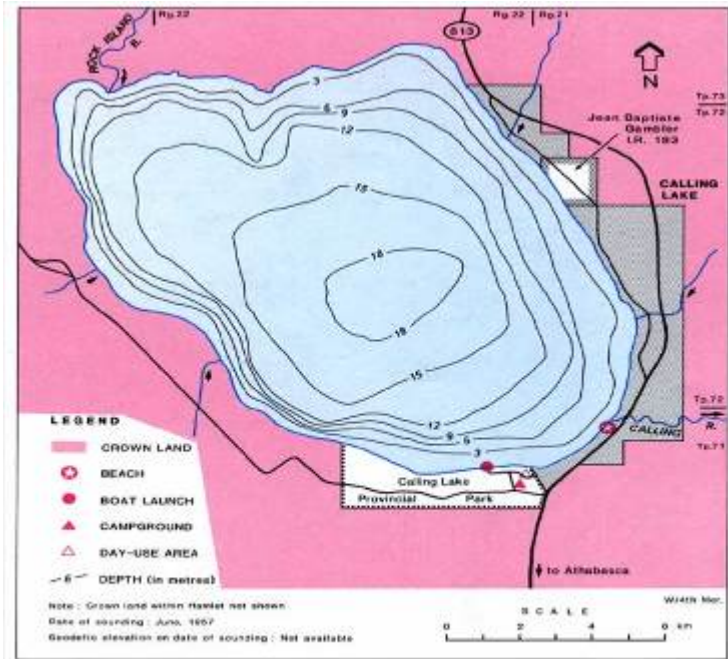 Rg.22
Rg.22 Rg.21
813
ROCK ISLAND R.
N
Tp.73
Tp.72
Jean Baptiste
Gambler
I.R. 183
CALLING
LAKE
3
6
9
12
15
18
18
15
12
9
6
3
Tp.72
Tp.71
CALLING R.
Calling Lake
Provincial Park
to Athabasca
LEGEND
CROWN LAND
BEACH
BOAT LAUNCH
CAMPGROUND
DAY-USE AREA
6 DEPTH (in metres)
Note : Crown land within Hamlet not shown
Date of sounding : June, 1957
Geodetic elevation on date of sounding : Not available
W/4th Mer.
SCALE
0 2 4 6 km